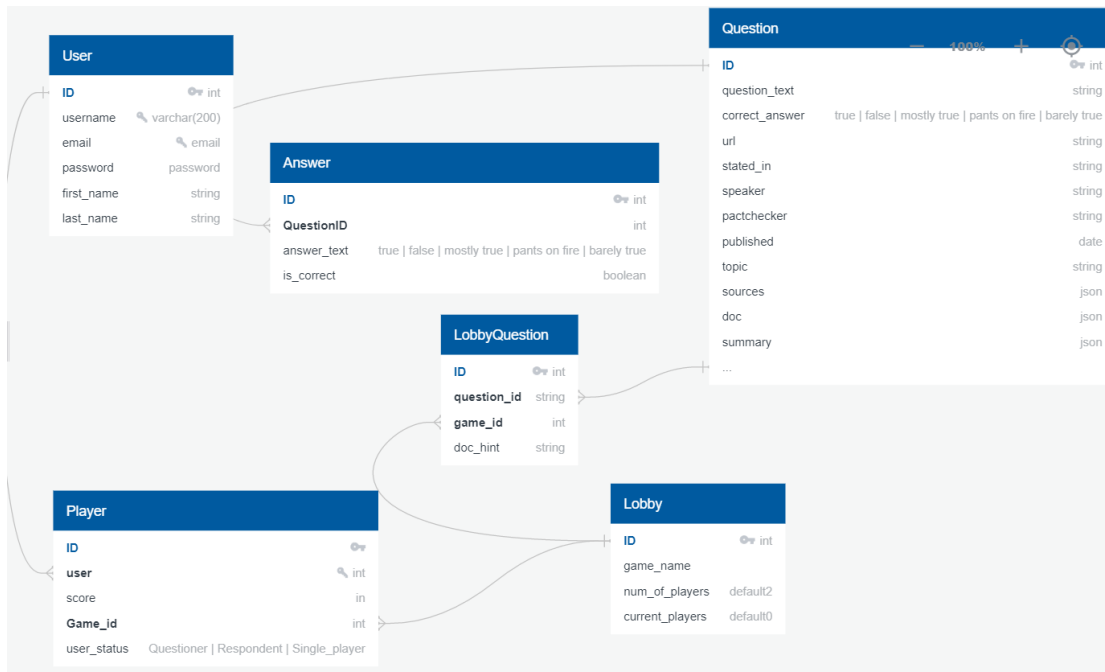 User
ID int
username varchar(200)
email email
password password
first_name string
last_name string
Question
100%
ID int
question_text string
correct_answer true | false | mostly true | pants on fire | barely true
url string
stated_in string
speaker string
pactchecker string
published date
topic string
sources json
doc json
summary json
...
Answer
ID int
QuestionID int
answer_text true | false | mostly true | pants on fire | barely true
is_correct boolean
LobbyQuestion
ID int
question_id string
game_id int
doc_hint string
Player
ID
user int
score in
Game_id int
user_status Questioner | Respondent | Single_player
Lobby
ID int
game_name
num_of_players default2
current_players default0